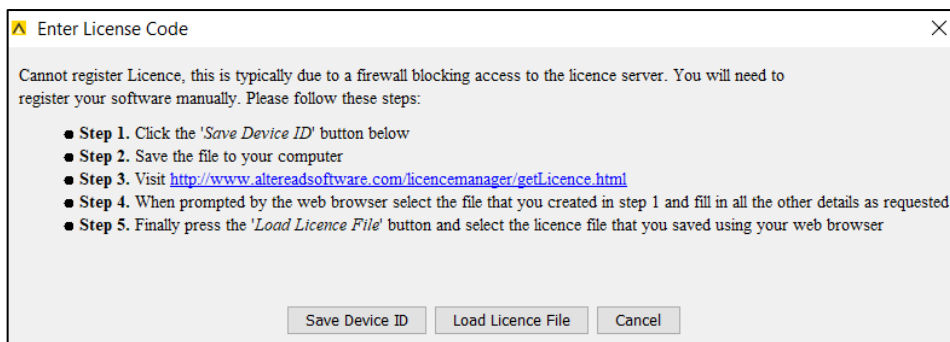 Enter License Code
Cannot register Licence, this is typically due to a firewall blocking access to the licence server. You will need to
register your software manually. Please follow these steps:
Step 1. Click the 'Save Device ID' button below
Step 2. Save the file to your computer
Step 3. Visit http://www.altereadsoftware.com/licencemanager/getLicence.html
Step 4. When prompted by the web browser select the file that you created in step 1 and fill in all the other details as requested
Step 5. Finally press the 'Load Licence File' button and select the licence file that you saved using your web browser
Save Device ID Load Licence File Cancel